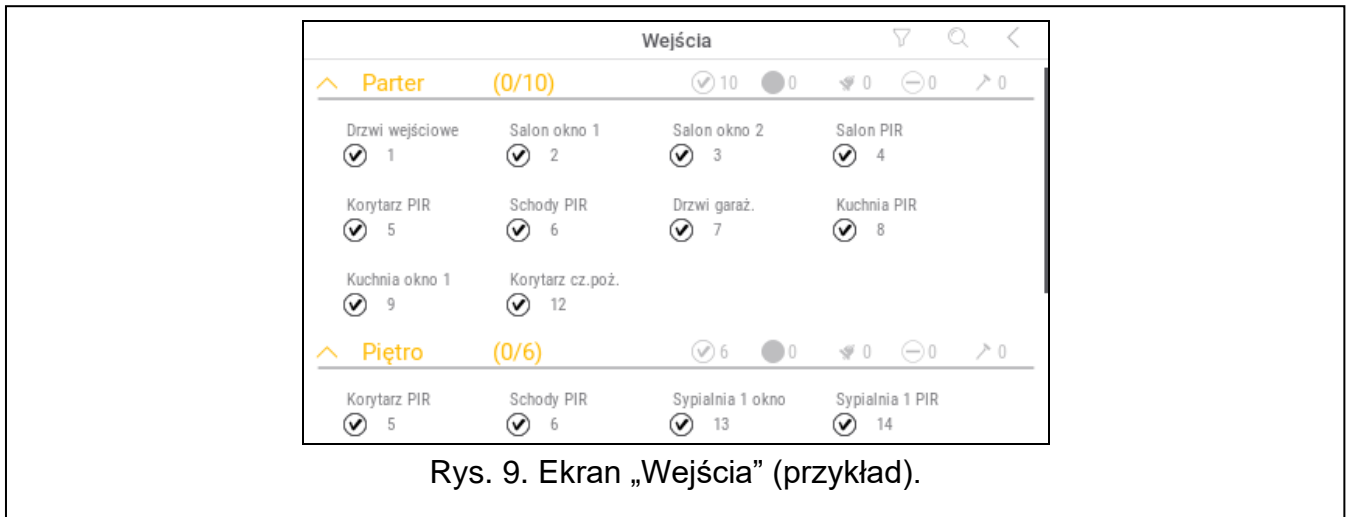 Wejścia
Parter (0/10) 10 0 0 0 0
Drzwi wejściowe Salon okno 1 Salon okno 2 Salon PIR
1 2 3 4
Korytarz PIR Schody PIR Drzwi garaż. Kuchnia PIR
5 6 7 8
Kuchnia okno 1 Korytarz cz.poż.
9 12
Piętro (0/6) 6 0 0 0 0
Korytarz PIR Schody PIR Sypialnia 1 okno Sypialnia 1 PIR
5 6 13 14
Rys. 9. Ekran „Wejścia” (przykład).